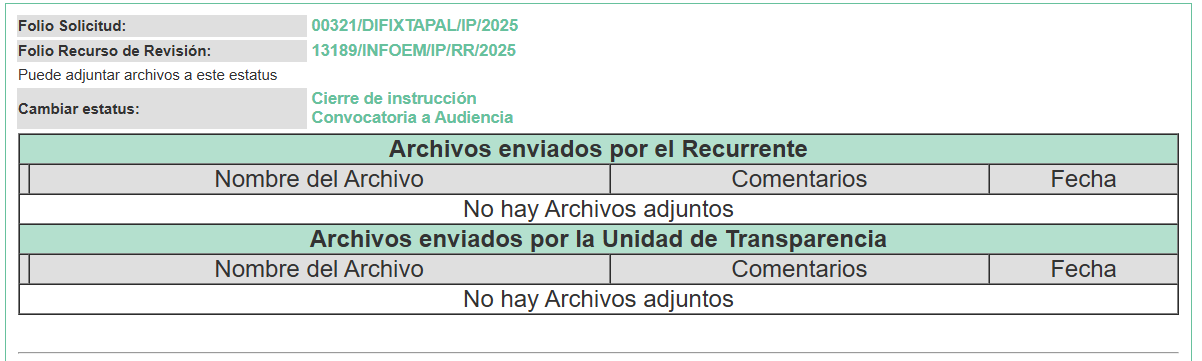 Folio Solicitud: 00321/DIFIXTAPAL/IP/2025
Folio Recurso de Revisión: 13189/INFOEM/IP/RR/2025
Puede adjuntar archivos a este estatus
Cambiar estatus: Cierre de instrucción
Convocatoria a Audiencia
Archivos enviados por el Recurrente
Nombre del Archivo Comentarios Fecha
No hay Archivos adjuntos
Archivos enviados por la Unidad de Transparencia
Nombre del Archivo Comentarios Fecha
No hay Archivos adjuntos